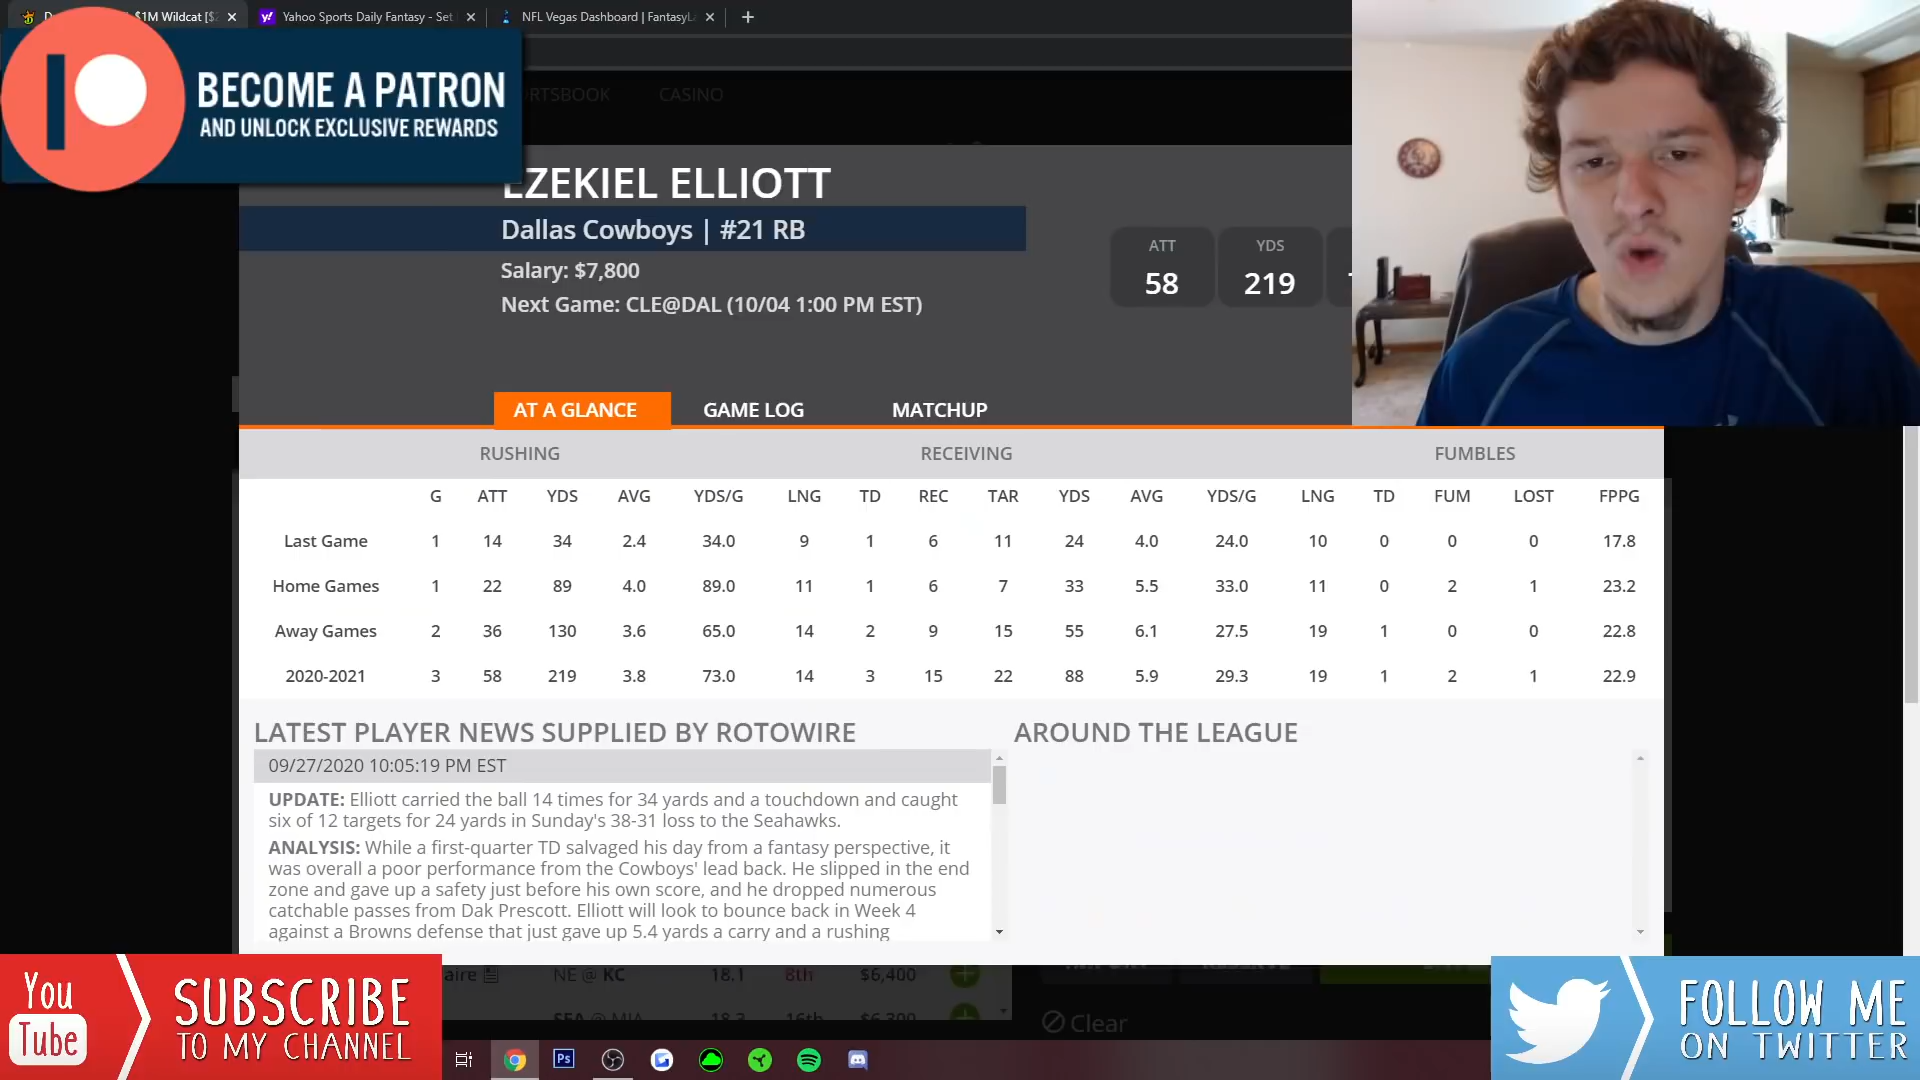 $1M Wildcat [$
Yahoo Sports Daily Fantasy - Set
NFL Vegas Dashboard | FantasyL
BECOME A PATRON
AND UNLOCK EXCLUSIVE REWARDS
CASINO
EZEKIEL ELLIOTT
Dallas Cowboys | #21 RB
Salary: $7,800
Next Game: CLE@DAL (10/04 1:00 PM EST)
ATT YDS
58 219
AT A GLANCE GAME LOG MATCHUP
RUSHING RECEIVING FUMBLES
G ATT YDS AVG YDS/G LNG TD REC TAR YDS AVG YDS/G LNG TD FUM LOST FPPG
Last Game 1 14 34 2.4 34.0 9 1 6 11 24 4.0 24.0 10 0 0 0 17.8
Home Games 1 22 89 4.0 89.0 11 1 6 7 33 5.5 33.0 11 0 2 1 23.2
Away Games 2 36 130 3.6 65.0 14 2 9 15 55 6.1 27.5 19 1 0 0 22.8
2020-2021 3 58 219 3.8 73.0 14 3 15 22 88 5.9 29.3 19 1 2 1 22.9
LATEST PLAYER NEWS SUPPLIED BY ROTOWIRE
AROUND THE LEAGUE
09/27/2020 10:05:19 PM EST
UPDATE: Elliott carried the ball 14 times for 34 yards and a touchdown and caught
six of 12 targets for 24 yards in Sunday's 38-31 loss to the Seahawks.
ANALYSIS: While a first-quarter TD salvaged his day from a fantasy perspective, it
was overall a poor performance from the Cowboys' lead back. He slipped in the end
zone and gave up a safety just before his own score, and he dropped numerous
catchable passes from Dak Prescott. Elliott will look to bounce back in Week 4
against a Browns defense that just gave up 5.4 yards a carry and a rushing
aire NE @ KC 18.1 8th $6,400
SEA @ MIA 18.3 16th $6,300
Clear
You
Tube
SUBSCRIBE
TO MY CHANNEL
Ps
FOLLOW ME
ON TWITTER